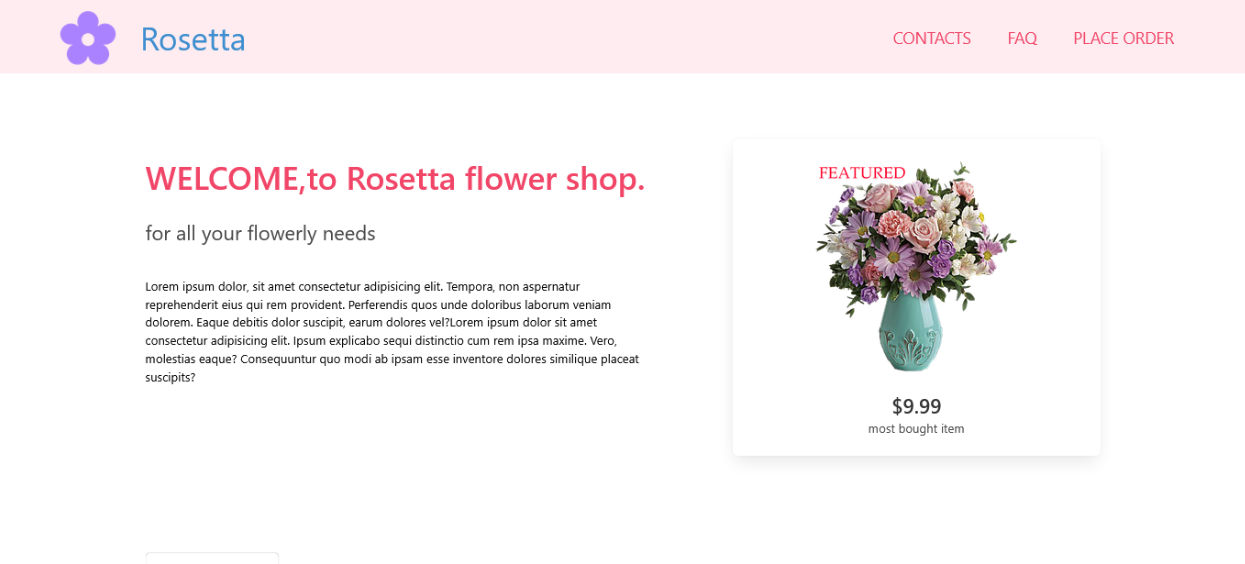 Rosetta
CONTACTS FAQ PLACE ORDER
WELCOME,to Rosetta flower shop.
for all your flowerly needs
Lorem ipsum dolor, sit amet consectetur adipisicing elit. Tempora, non aspernatur
reprehenderit eius qui rem provident. Perferendis quos unde doloribus laborum veniam
dolorem. Eaque debitis dolor suscipit, earum dolores vel?Lorem ipsum dolor sit amet
consectetur adipisicing elit. Ipsum explicabo sequi distinctio cum rem ipsa maxime. Vero,
molestias eaque? Consequuntur quo modi ab ipsam esse inventore dolores similique placeat
suscipits?
FEATURED
$9.99
most bought item